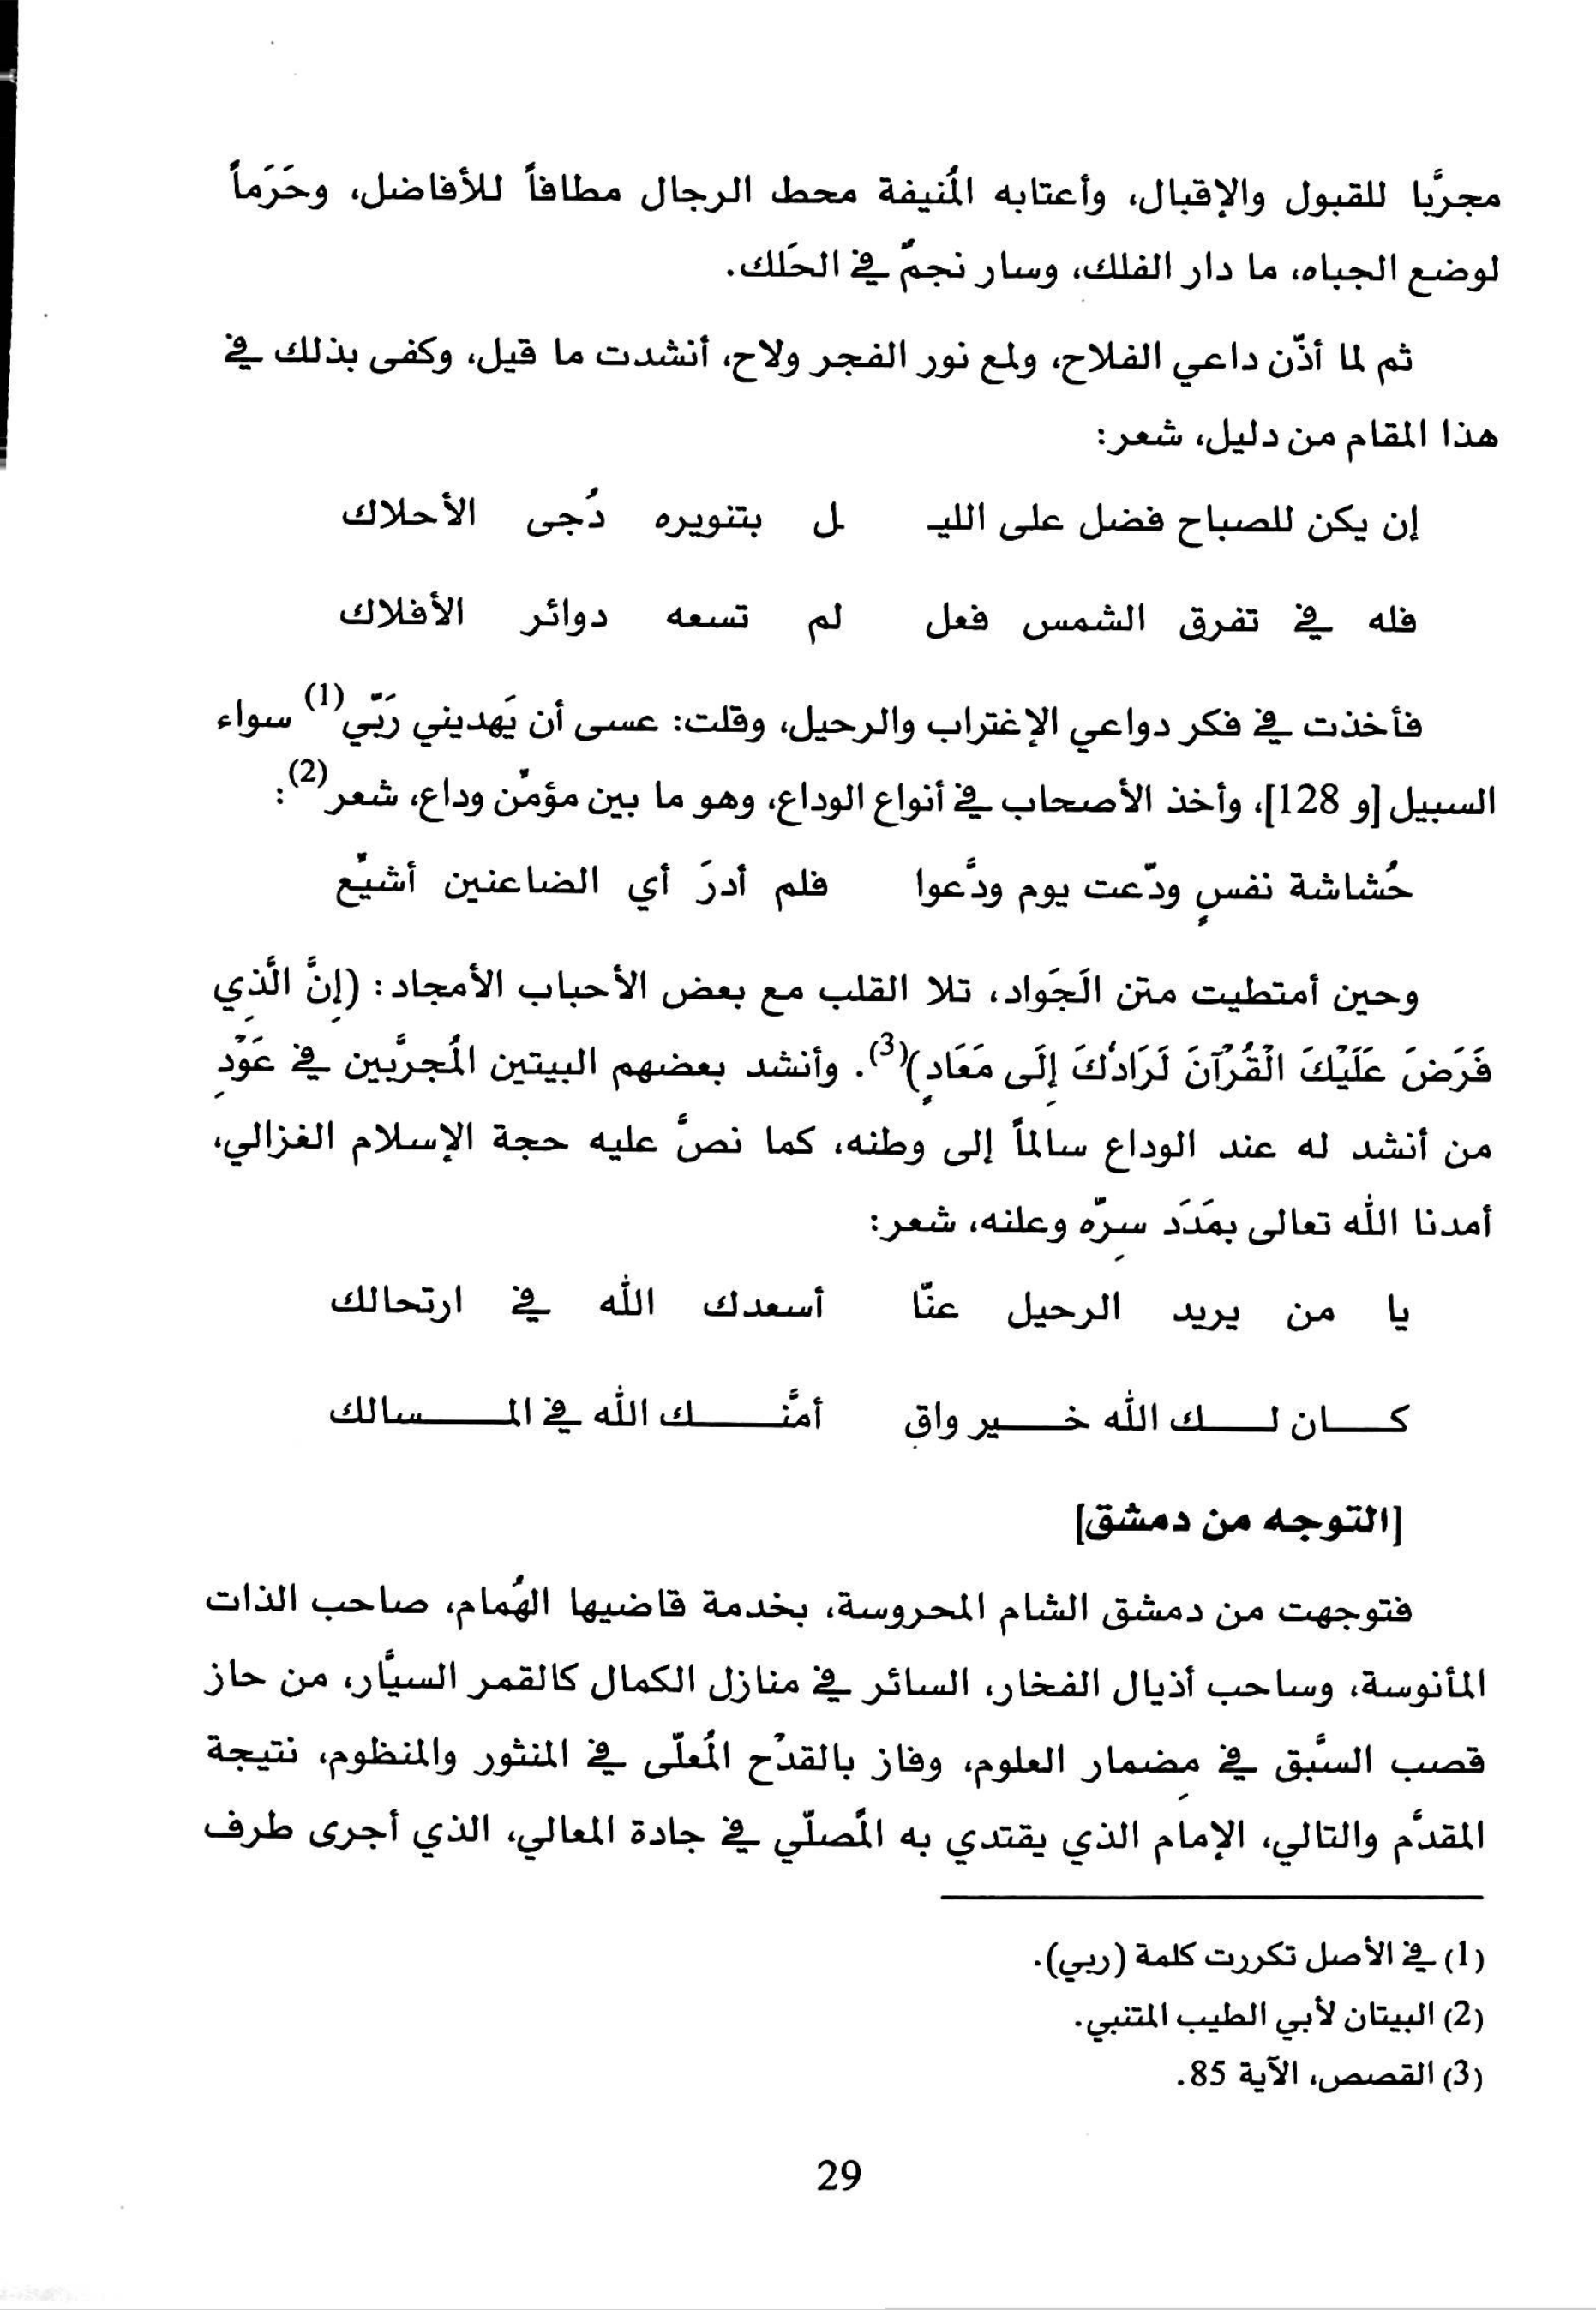 مجرَّبا للقبول والإقبال، وأعتابه المُنيفة محط الرجال مطافاً للأفاضل، وحَرَماً
لوضع الجباه، ما دار الفلك، وسار نجمٌ في الحَلك.
ثم لما أذّن داعي الفلاح، ولمع نور الفجر ولاح، أنشدت ما قيل، وكفى بذلك في
هذا المقام من دليل، شعر:
إن يكن للصباح فضل على الليـ ـل بتنويره دُجى الأحلاك
فله في تفرق الشمس فعل لم تسعه دوائر الأفلاك
فأخذت في فكر دواعي الإغتراب والرحيل، وقلت: عسى أن يَهديني رَبّي(1) سواء
السبيل [و 128]، وأخذ الأصحاب في أنواع الوداع، وهو ما بين مؤمّن وداع، شعر(2):
حُشاشة نفسٍ ودّعت يوم ودَّعوا فلم أدرَ أي الضاعنين أشيّع
وحين أمتطيت متن الَجَواد، تلا القلب مع بعض الأحباب الأمجاد: (إِنَّ الَّذِي
فَرَضَ عَلَيْكَ الْقُرْآنَ لَرَادُّكَ إِلَى مَعَادٍ)(3). وأنشد بعضهم البيتين المُجرَّبين في عَوْدِ
من أنشد له عند الوداع سالماً إلى وطنه، كما نصَّ عليه حجة الإسلام الغزالي،
أمدنا الله تعالى بمَدَد سِرّه وعلنه، شعر:
يا من يريد الرحيل عنّا أسعدك الله في ارتحالك
كـــان لـــك الله خـــير واقِ أمَّنـــك الله في المـــسالك
[التوجه من دمشق]
فتوجهت من دمشق الشام المحروسة، بخدمة قاضيها الهُمام، صاحب الذات
المأنوسة، وساحب أذيال الفخار، السائر في منازل الكمال كالقمر السيَّار، من حاز
قصب السَّبق في مِضمار العلوم، وفاز بالقدْح المُعلّى في المنثور والمنظوم، نتيجة
المقدَّم والتالي، الإمام الذي يقتدي به المُصلّي في جادة المعالي، الذي أجرى طرف
(1) في الأصل تكررت كلمة (ربي).
(2) البيتان لأبي الطيب المتنبي.
(3) القصص، الآية 85.
29